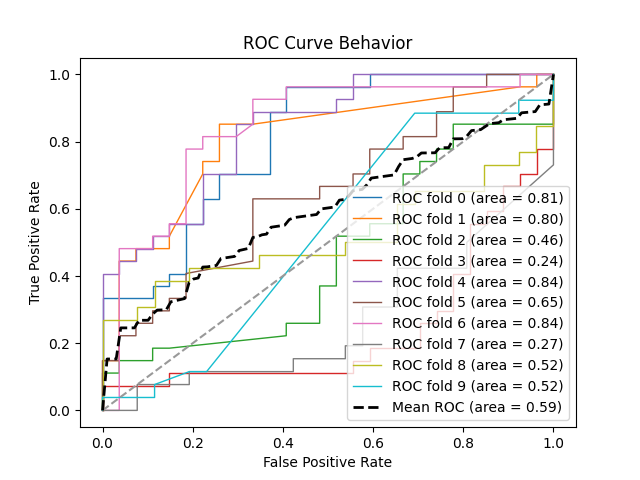 ROC Curve Behavior
True Positive Rate
1.0
0.8
0.6
0.4
0.2
0.0
ROC fold 0 (area = 0.81)
ROC fold 1 (area = 0.80)
ROC fold 2 (area = 0.46)
ROC fold 3 (area = 0.24)
ROC fold 4 (area = 0.84)
ROC fold 5 (area = 0.65)
ROC fold 6 (area = 0.84)
ROC fold 7 (area = 0.27)
ROC fold 8 (area = 0.52)
ROC fold 9 (area = 0.52)
Mean ROC (area = 0.59)
0.0 0.2 0.4 0.6 0.8 1.0
False Positive Rate